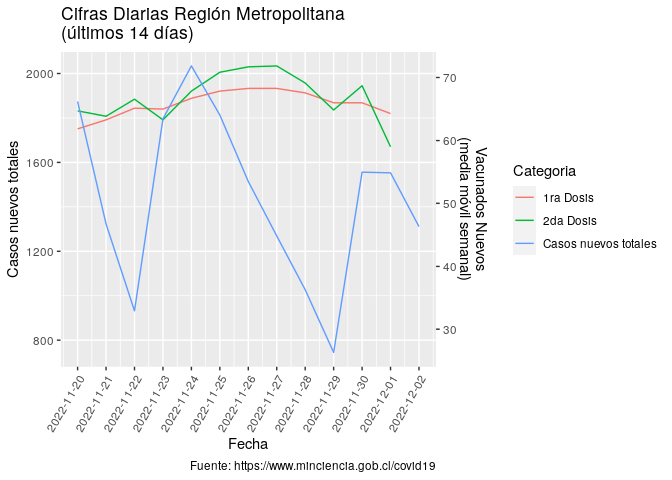 Cifras Diarias Región Metropolitana
(últimos 14 días)
Casos nuevos totales
2000
1600
1200
800
70
60
50
40
30
Vacunados Nuevos
(media móvil semanal)
2022-11-20
2022-11-21
2022-11-22
2022-11-23
2022-11-24
2022-11-25
2022-11-26
2022-11-27
2022-11-28
2022-11-29
2022-11-30
2022-12-01
2022-12-02
Fecha
Categoria
1ra Dosis
2da Dosis
Casos nuevos totales
Fuente: https://www.minciencia.gob.cl/covid19